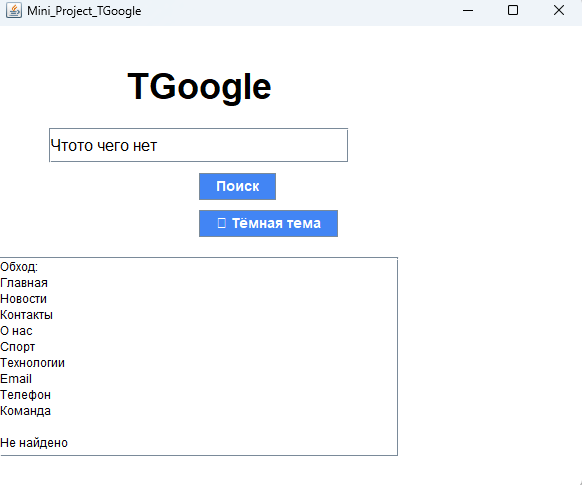 Mini_Project_TGoogle
TGoogle
Чтото чего нет
Поиск
Тёмная тема
Обход:
Главная
Новости
Контакты
О нас
Спорт
Технологии
Email
Телефон
Команда
Не найдено